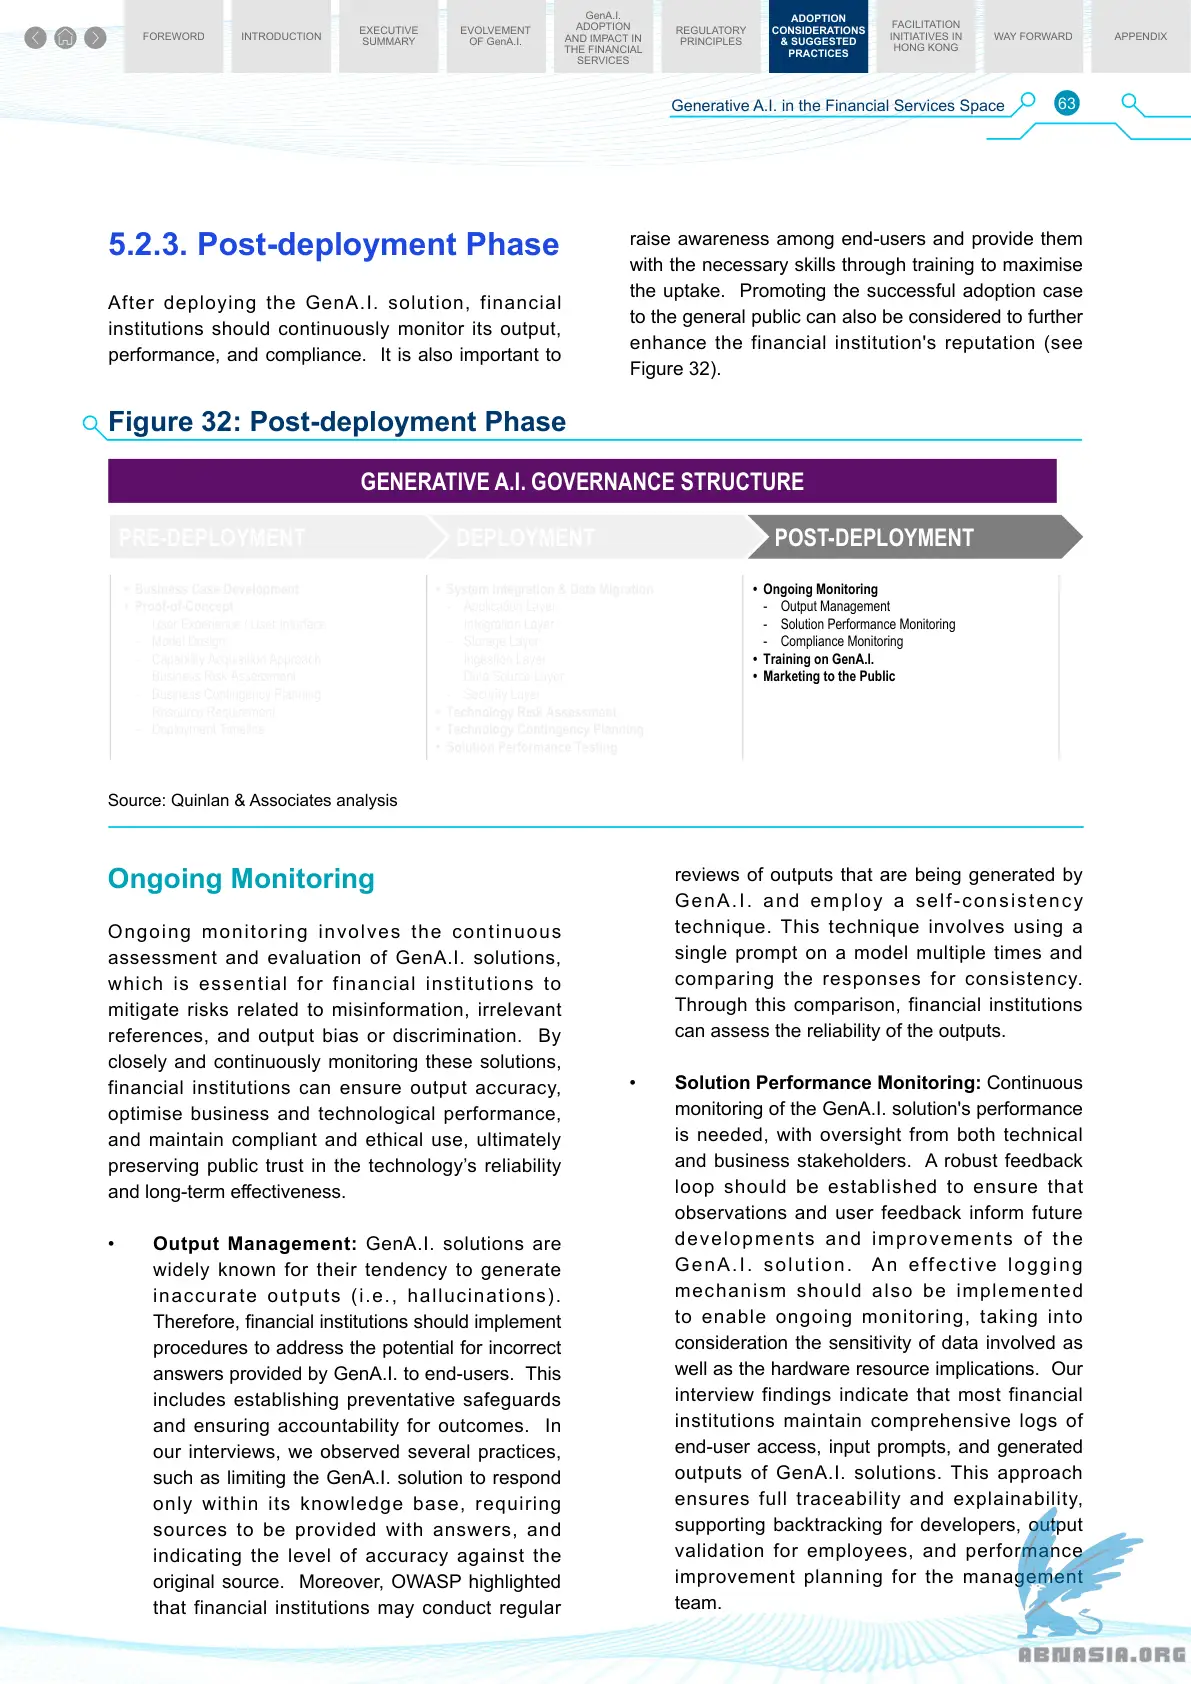 FOREWORD
INTRODUCTION
EXECUTIVE
SUMMARY
EVOLVEMENT
OF GenA.I.
GenA.I.
ADOPTION
AND IMPACT IN
THE FINANCIAL
SERVICES
REGULATORY
PRINCIPLES
ADOPTION
CONSIDERATIONS
& SUGGESTED
PRACTICES
FACILITATION
INITIATIVES IN
HONG KONG
WAY FORWARD
APPENDIX
Generative A.I. in the Financial Services Space
63
5.2.3. Post-deployment Phase
After deploying the GenA.I. solution, financial
institutions should continuously monitor its output,
performance, and compliance. It is also important to
raise awareness among end-users and provide them
with the necessary skills through training to maximise
the uptake. Promoting the successful adoption case
to the general public can also be considered to further
enhance the financial institution's reputation (see
Figure 32).
Figure 32: Post-deployment Phase
GENERATIVE A.I. GOVERNANCE STRUCTURE
PRE-DEPLOYMENT
DEPLOYMENT
POST-DEPLOYMENT
• Business Case Development
• Proof-of-Concept
- User Experience / User Interface
- Model Design
- Capability Acquisition Approach
- Business Risk Assessment
- Business Contingency Planning
- Resource Requirement
- Deployment Timeline
• System Integration & Data Migration
- Application Layer
- Integration Layer
- Storage Layer
- Ingestion Layer
- Data Source Layer
- Security Layer
• Technology Risk Assessment
• Technology Contingency Planning
• Solution Performance Testing
• Ongoing Monitoring
- Output Management
- Solution Performance Monitoring
- Compliance Monitoring
• Training on GenA.I.
• Marketing to the Public
Source: Quinlan & Associates analysis
Ongoing Monitoring
Ongoing monitoring involves the continuous
assessment and evaluation of GenA.I. solutions,
which is essential for financial institutions to
mitigate risks related to misinformation, irrelevant
references, and output bias or discrimination. By
closely and continuously monitoring these solutions,
financial institutions can ensure output accuracy,
optimise business and technological performance,
and maintain compliant and ethical use, ultimately
preserving public trust in the technology’s reliability
and long-term effectiveness.
• Output Management: GenA.I. solutions are
widely known for their tendency to generate
inaccurate outputs (i.e., hallucinations).
Therefore, financial institutions should implement
procedures to address the potential for incorrect
answers provided by GenA.I. to end-users. This
includes establishing preventative safeguards
and ensuring accountability for outcomes. In
our interviews, we observed several practices,
such as limiting the GenA.I. solution to respond
only within its knowledge base, requiring
sources to be provided with answers, and
indicating the level of accuracy against the
original source. Moreover, OWASP highlighted
that financial institutions may conduct regular
reviews of outputs that are being generated by
GenA.I. and employ a self-consistency
technique. This technique involves using a
single prompt on a model multiple times and
comparing the responses for consistency.
Through this comparison, financial institutions
can assess the reliability of the outputs.
• Solution Performance Monitoring: Continuous
monitoring of the GenA.I. solution's performance
is needed, with oversight from both technical
and business stakeholders. A robust feedback
loop should be established to ensure that
observations and user feedback inform future
developments and improvements of the
GenA.I. solution. An effective logging
mechanism should also be implemented
to enable ongoing monitoring, taking into
consideration the sensitivity of data involved as
well as the hardware resource implications. Our
interview findings indicate that most financial
institutions maintain comprehensive logs of
end-user access, input prompts, and generated
outputs of GenA.I. solutions. This approach
ensures full traceability and explainability,
supporting backtracking for developers, output
validation for employees, and performance
improvement planning for the management
team.
ABNASIA.ORG